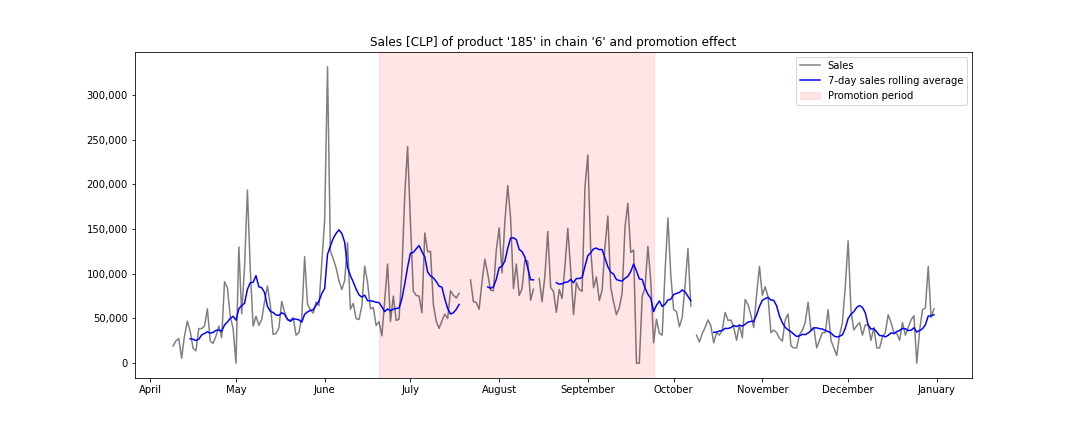 Sales [CLP] of product '185' in chain '6' and promotion effect
Sales
7-day sales rolling average
Promotion period
300,000
250,000
200,000
150,000
100,000
50,000
0
April
May
June
July
August
September
October
November
December
January